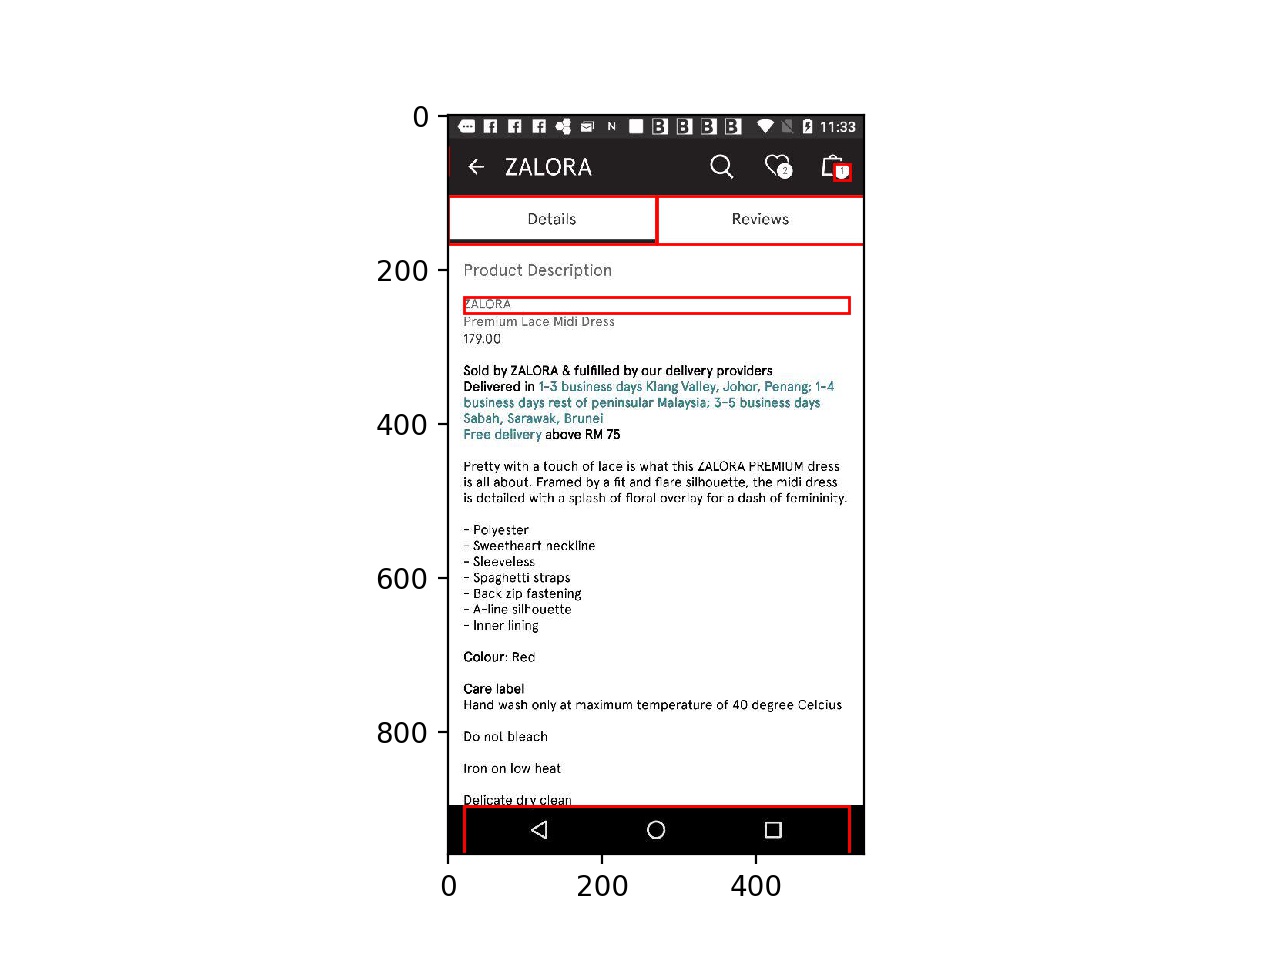 0
200
400
600
800
0
200
400
N
B
B
B
B
11:33
ZALORA
2
1
Details
Reviews
Product Description
ZALORA
Premium Lace Midi Dress
179.00
Sold by ZALORA & fulfilled by our delivery providers
Delivered in 1-3 business days Klang Valley, Johor, Penang; 1-4
business days rest of peninsular Malaysia; 3-5 business days
Sabah, Sarawak, Brunei
Free delivery above RM 75
Pretty with a touch of lace is what this ZALORA PREMIUM dress
is all about. Framed by a fit and flare silhouette, the midi dress
is detailed with a splash of floral overlay for a dash of femininity.
- Polyester
- Sweetheart neckline
- Sleeveless
- Spaghetti straps
- Back zip fastening
- A-line silhouette
- Inner lining
Colour: Red
Care label
Hand wash only at maximum temperature of 40 degree Celcius
Do not bleach
Iron on low heat
Delicate dry clean